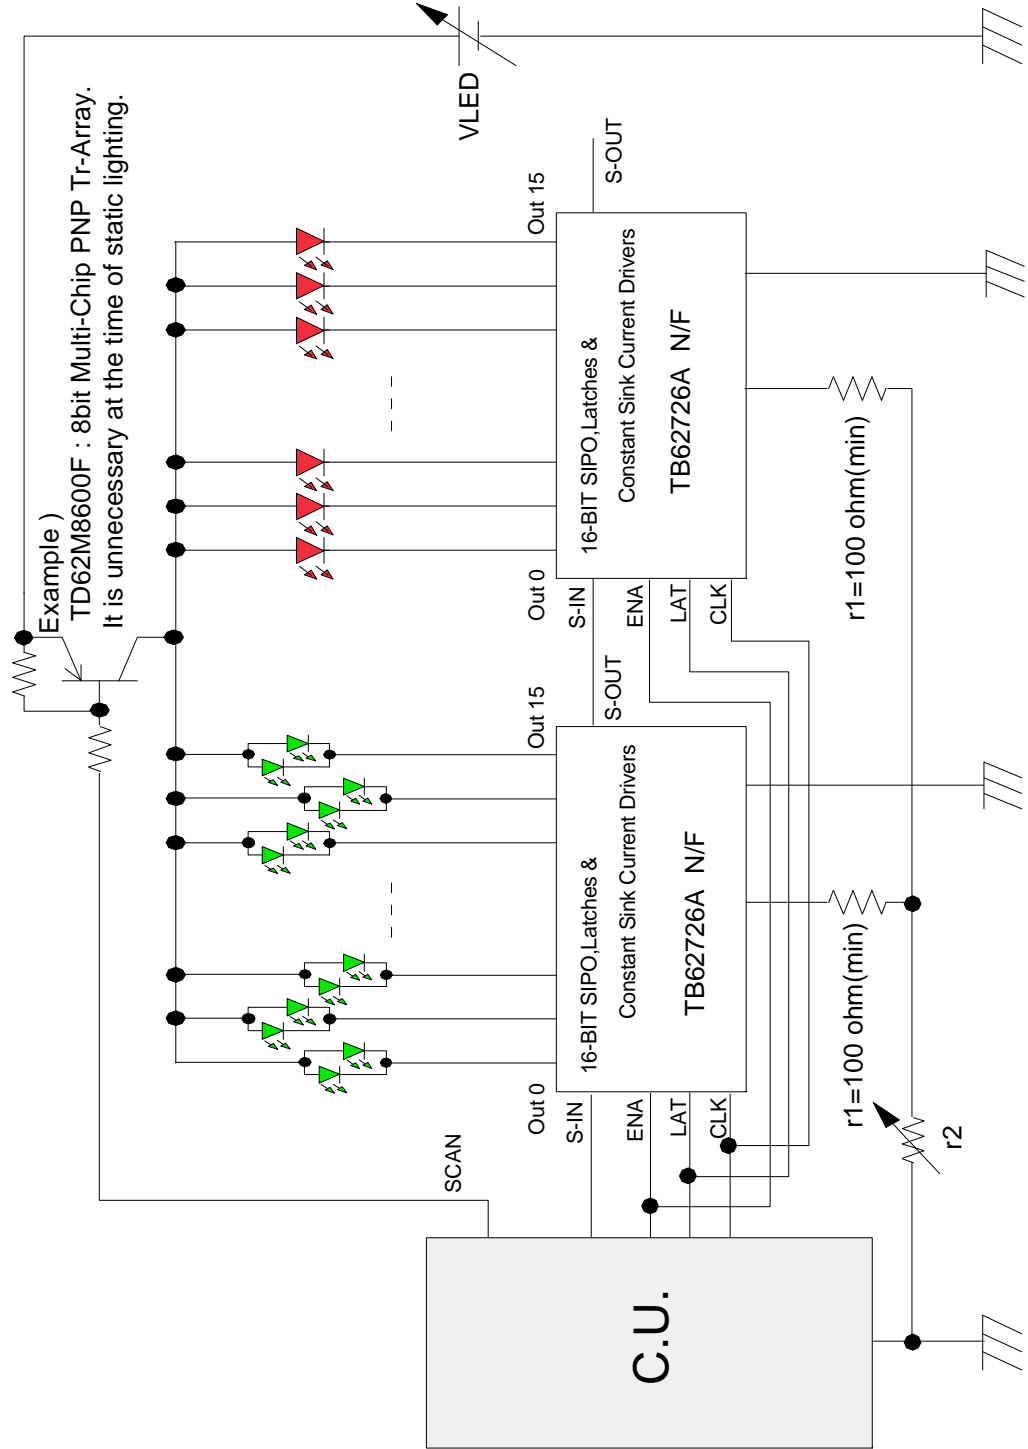 Example )
TD62M8600F : 8bit Multi-Chip PNP Tr-Array.
It is unnecessary at the time of static lighting.
VLED
SCAN
Out 0
Out 15
Out 0
Out 15
S-IN
ENA
LAT
CLK
16-BIT SIPO,Latches &
Constant Sink Current Drivers
TB62726A N/F
S-OUT
S-IN
ENA
LAT
CLK
16-BIT SIPO,Latches &
Constant Sink Current Drivers
TB62726A N/F
S-OUT
C.U.
r1=100 ohm(min)
r1=100 ohm(min)
r2